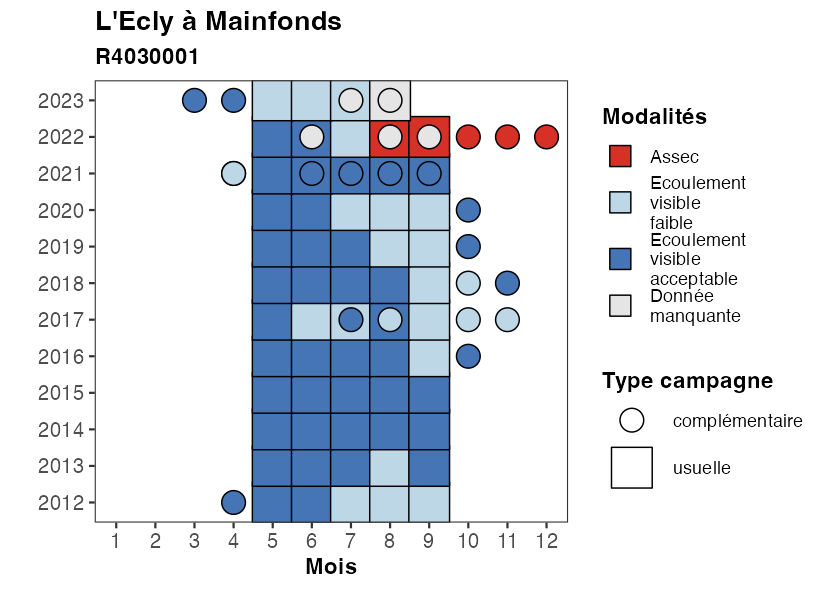 L'Ecly à Mainfonds
R4030001
2023
2022
2021
2020
2019
2018
2017
2016
2015
2014
2013
2012
1 2 3 4 5 6 7 8 9 10 11 12
Mois
Modalités
Assec
Ecoulement
visible
faible
Ecoulement
visible
acceptable
Donnée
manquante
Type campagne
complémentaire
usuelle